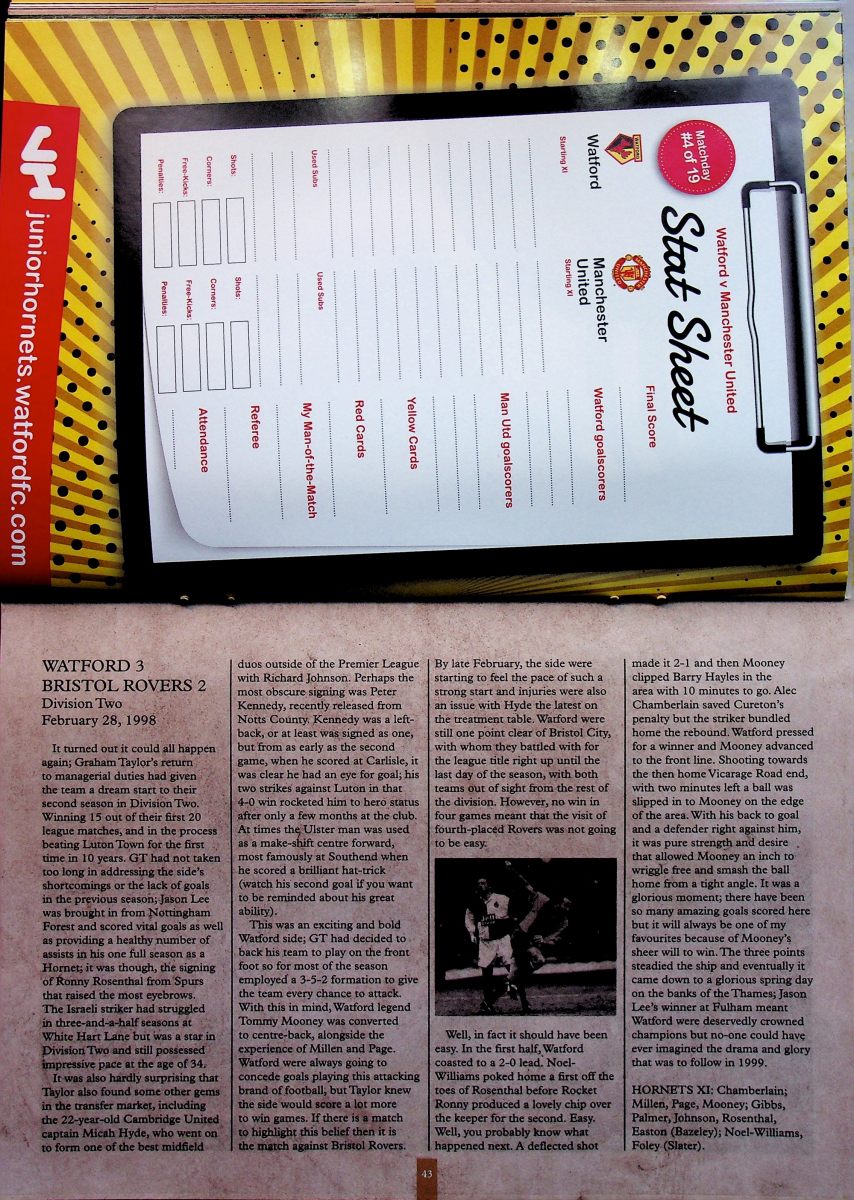 juniorhornets.watfordfc.com
Matchday
#4 of 19
Watford v Manchester United
Stat Sheet
WATFORD
Watford
Starting XI
Used Subs
Shots:
Corners:
Free-Kicks:
Penalties:
Manchester
United
Starting XI
Used Subs
Shots:
Corners:
Free-Kicks:
Penalties:
Final Score
Watford goalscorers
Man Utd goalscorers
Yellow Cards
Red Cards
My Man-of-the-Match
Referee
Attendance
WATFORD 3
BRISTOL ROVERS 2
Division Two
February 28, 1998
It turned out it could all happen
again; Graham Taylor's return
to managerial duties had given
the team a dream start to their
second season in Division Two.
Winning 15 out of their first 20
league matches, and in the process
beating Luton Town for the first
time in 10 years. GT had not taken
too long in addressing the side's
shortcomings or the lack of goals
in the previous season; Jason Lee
was brought in from Nottingham
Forest and scored vital goals as well
as providing a healthy number of
assists in his one full season as a
Hornet; it was though, the signing
of Ronny Rosenthal from Spurs
that raised the most eyebrows.
The Israeli striker had struggled
in three-and-a-half seasons at
White Hart Lane but was a star in
Division Two and still possessed
impressive pace at the age of 34.
It was also hardly surprising that
Taylor also found some other gems
in the transfer market, including
the 22-year-old Cambridge United
captain Micah Hyde, who went on
to form one of the best midfield
duos outside of the Premier League
with Richard Johnson. Perhaps the
most obscure signing was Peter
Kennedy, recently released from
Notts County. Kennedy was a left-
back, or at least was signed as one,
but from as early as the second
game, when he scored at Carlisle, it
was clear he had an eye for goal; his
two strikes against Luton in that
4-0 win rocketed him to hero status
after only a few months at the club.
At times the Ulster man was used
as a make-shift centre forward,
most famously at Southend when
he scored a brilliant hat-trick
(watch his second goal if you want
to be reminded about his great
ability).
This was an exciting and bold
Watford side; GT had decided to
back his team to play on the front
foot so for most of the season
employed a 3-5-2 formation to give
the team every chance to attack.
With this in mind, Watford legend
Tommy Mooney was converted
to centre-back, alongside the
experience of Millen and Page.
Watford were always going to
concede goals playing this attacking
brand of football, but Taylor knew
the side would score a lot more
to win games. If there is a match
to highlight this belief then it is
the match against Bristol Rovers.
By late February, the side were
starting to feel the pace of such a
strong start and injuries were also
an issue with Hyde the latest on
the treatment table. Watford were
still one point clear of Bristol City,
with whom they battled with for
the league title right up until the
last day of the season, with both
teams out of sight from the rest of
the division. However, no win in
four games meant that the visit of
fourth-placed Rovers was not going
to be easy.
Well, in fact it should have been
easy. In the first half, Watford
coasted to a 2-0 lead. Noel-
Williams poked home a first off the
toes of Rosenthal before Rocket
Ronny produced a lovely chip over
the keeper for the second. Easy.
Well, you probably know what
happened next. A deflected shot
made it 2-1 and then Mooney
clipped Barry Hayles in the
area with 10 minutes to go. Alec
Chamberlain saved Cureton's
penalty but the striker bundled
home the rebound. Watford pressed
for a winner and Mooney advanced
to the front line. Shooting towards
the then home Vicarage Road end,
with two minutes left a ball was
slipped in to Mooney on the edge
of the area. With his back to goal
and a defender right against him,
it was pure strength and desire
that allowed Mooney an inch to
wriggle free and smash the ball
home from a tight angle. It was a
glorious moment; there have been
so many amazing goals scored here
but it will always be one of my
favourites because of Mooney's
sheer will to win. The three points
steadied the ship and eventually it
came down to a glorious spring day
on the banks of the Thames; Jason
Lee's winner at Fulham meant
Watford were deservedly crowned
champions but no-one could have
ever imagined the drama and glory
that was to follow in 1999.
HORNETS XI: Chamberlain;
Millen, Page, Mooney; Gibbs,
Palmer, Johnson, Rosenthal,
Easton (Bazeley); Noel-Williams,
Foley (Slater).
43